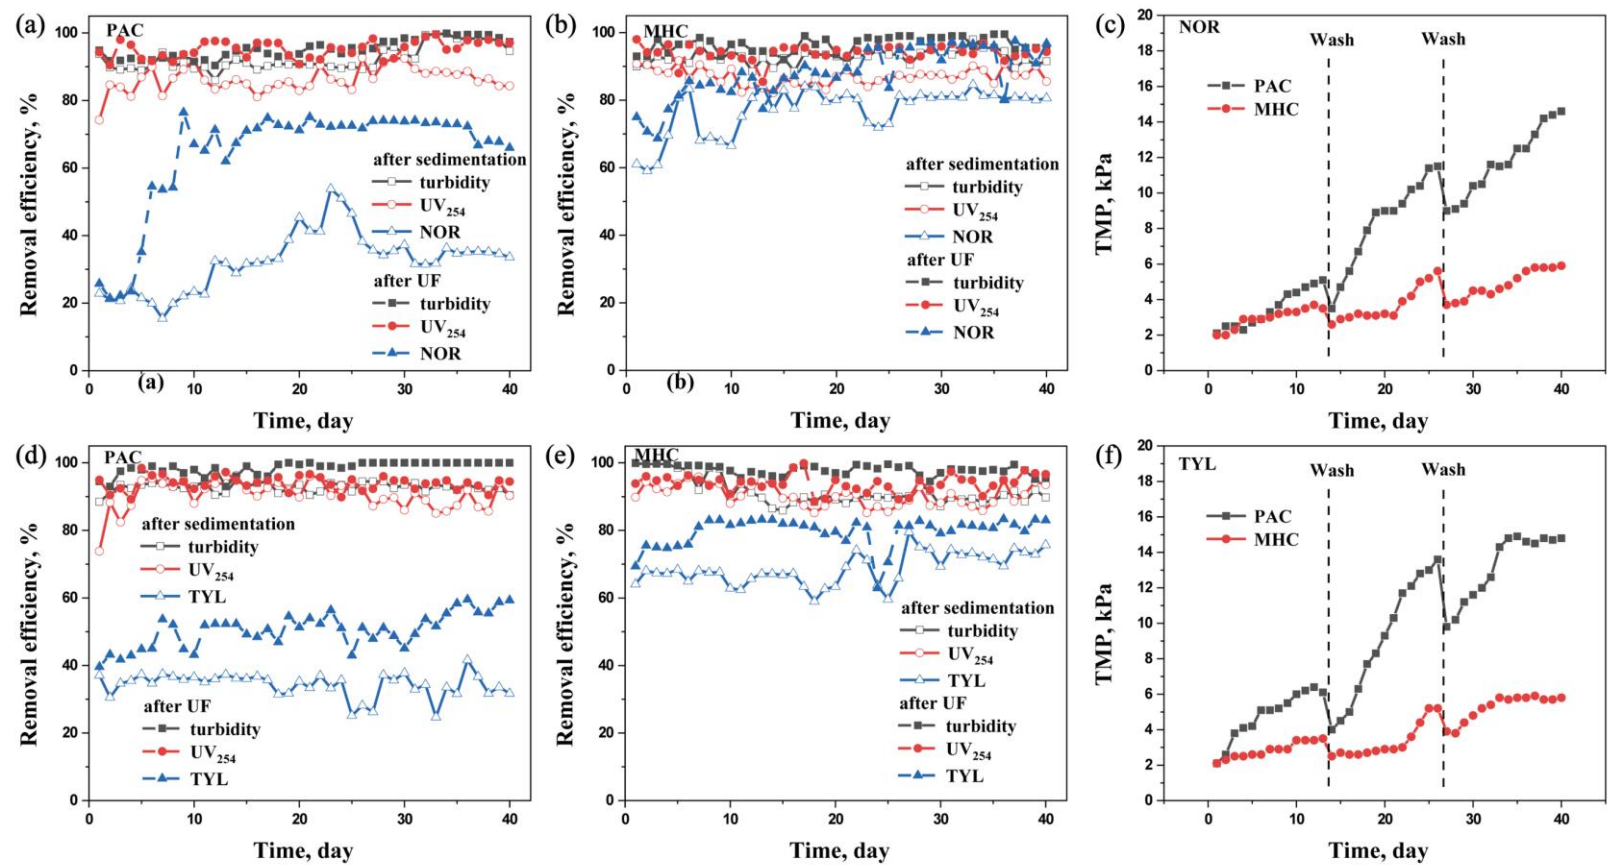 (a)
PAC
100
80
60
40
20
0
Removal efficiency, %
after sedimentation
turbidity
UV254
NOR
after UF
turbidity
UV254
NOR
0 10 20 30 40
(a)
Time, day
(b)
MHC
100
80
60
40
20
0
Removal efficiency, %
after sedimentation
turbidity
UV254
NOR
after UF
turbidity
UV254
NOR
0 10 20 30 40
(b)
Time, day
(c)
NOR
20
18
16
14
12
10
8
6
4
2
0
TMP, kPa
Wash Wash
PAC
MHC
0 10 20 30 40
Time, day
(d)
PAC
100
80
60
40
20
0
Removal efficiency, %
after sedimentation
turbidity
UV254
TYL
after UF
turbidity
UV254
TYL
0 10 20 30 40
Time, day
(e)
MHC
100
80
60
40
20
0
Removal efficiency, %
after sedimentation
turbidity
UV254
TYL
after UF
turbidity
UV254
TYL
0 10 20 30 40
Time, day
(f)
TYL
20
18
16
14
12
10
8
6
4
2
0
TMP, kPa
Wash Wash
PAC
MHC
0 10 20 30 40
Time, day